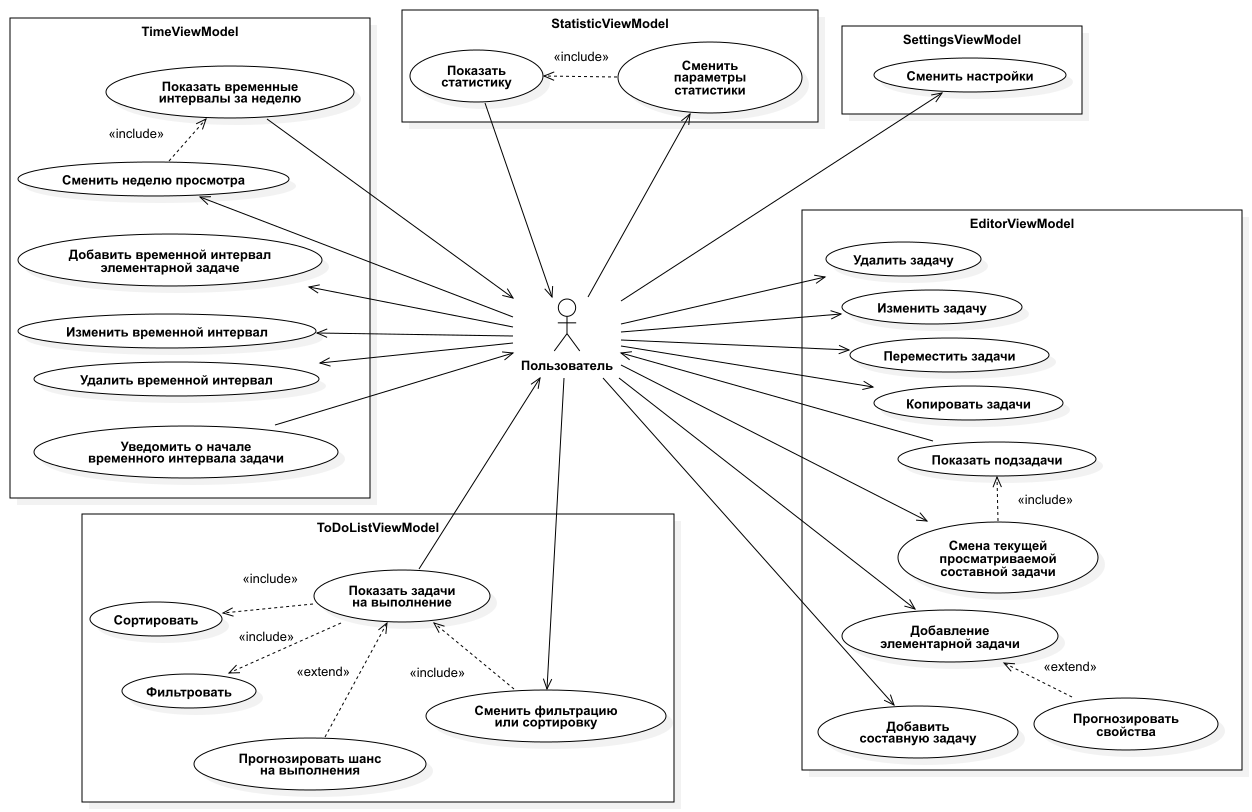 TimeViewModel
Показать временные
интервалы за неделю
«include»
Сменить неделю просмотра
Добавить временной интервал
элементарной задаче
Изменить временной интервал
Удалить временной интервал
Уведомить о начале
временного интервала задачи
StatisticViewModel
Показать
статистику
«include»
Сменить
параметры
статистики
SettingsViewModel
Сменить настройки
Пользователь
EditorViewModel
Удалить задачу
Изменить задачу
Переместить задачи
Копировать задачи
Показать подзадачи
«include»
Смена текущей
просматриваемой
составной задачи
Добавление
элементарной задачи
«extend»
Прогнозировать
свойства
Добавить
составную задачу
ToDoListViewModel
Показать задачи
на выполнение
«include»
Сортировать
«include»
Фильтровать
«extend»
«include»
Сменить фильтрацию
или сортировку
Прогнозировать шанс
на выполнения